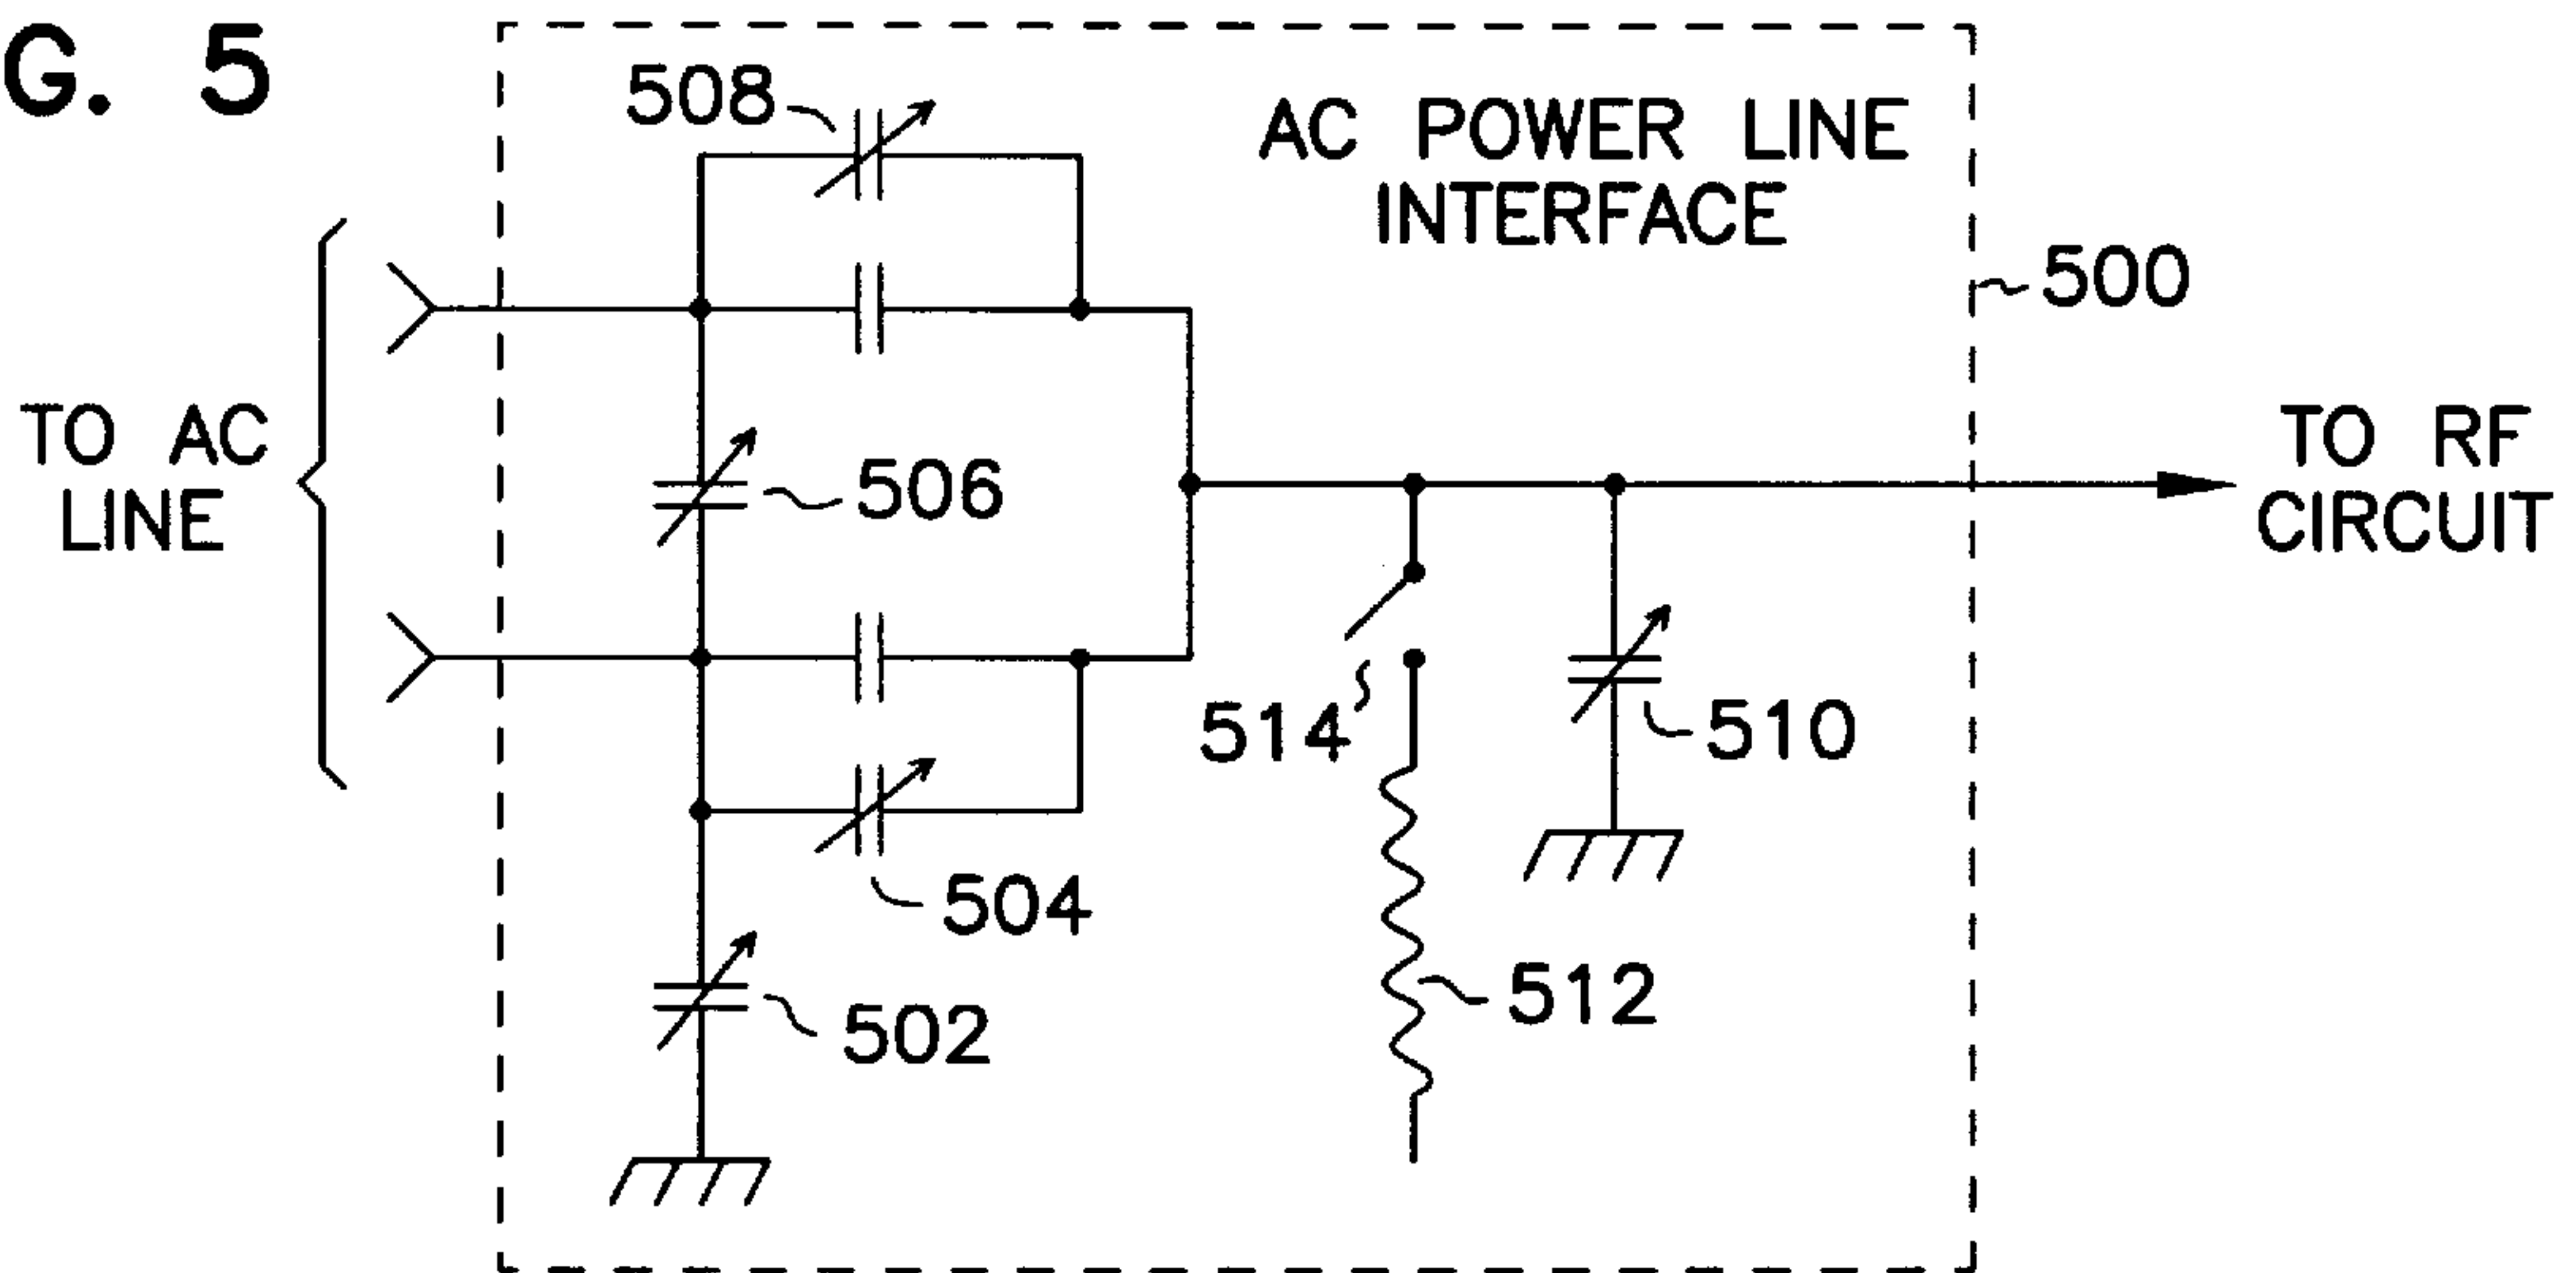 G. 5
508
AC POWER LINE
INTERFACE
500
TO AC
LINE
506
TO RF
CIRCUIT
514
510
504
512
502